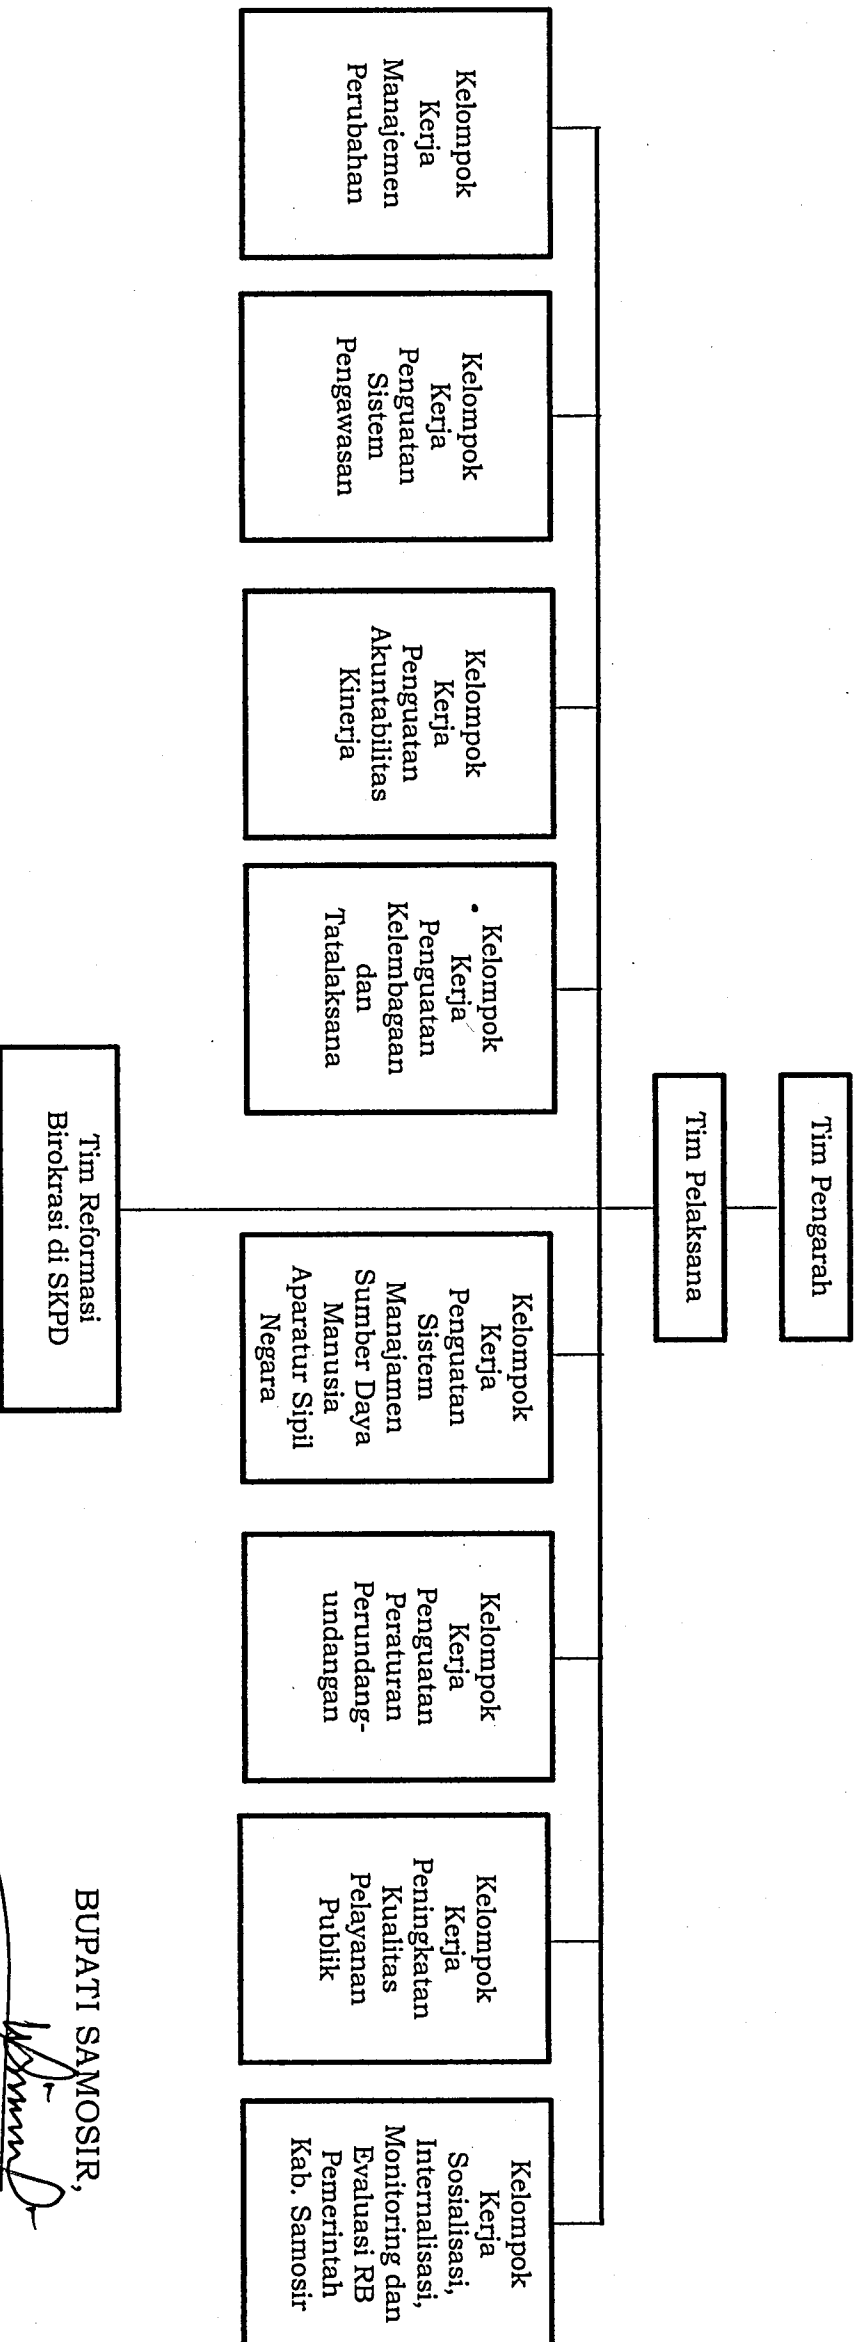 Tim Pengarah
Tim Pelaksana
Kelompok
Kerja
Manajemen
Perubahan
Kelompok
Kerja
Penguatan
Sistem
Pengawasan
Kelompok
Kerja
Penguatan
Akuntabilitas
Kinerja
Kelompok
Kerja
Penguatan
Kelembagaan
dan
Tatalaksana
Kelompok
Kerja
Penguatan
Sistem
Manajamen
Sumber Daya
Manusia
Aparatur Sipil
Negara
Kelompok
Kerja
Penguatan
Peraturan
Perundang-
undangan
Kelompok
Kerja
Peningkatan
Kualitas
Pelayanan
Publik
Kelompok
Kerja
Sosialisasi,
Internalisasi,
Monitoring dan
Evaluasi RB
Pemerintah
Kab. Samosir
Tim Reformasi
Birokrasi di SKPD
BUPATI SAMOSIR,